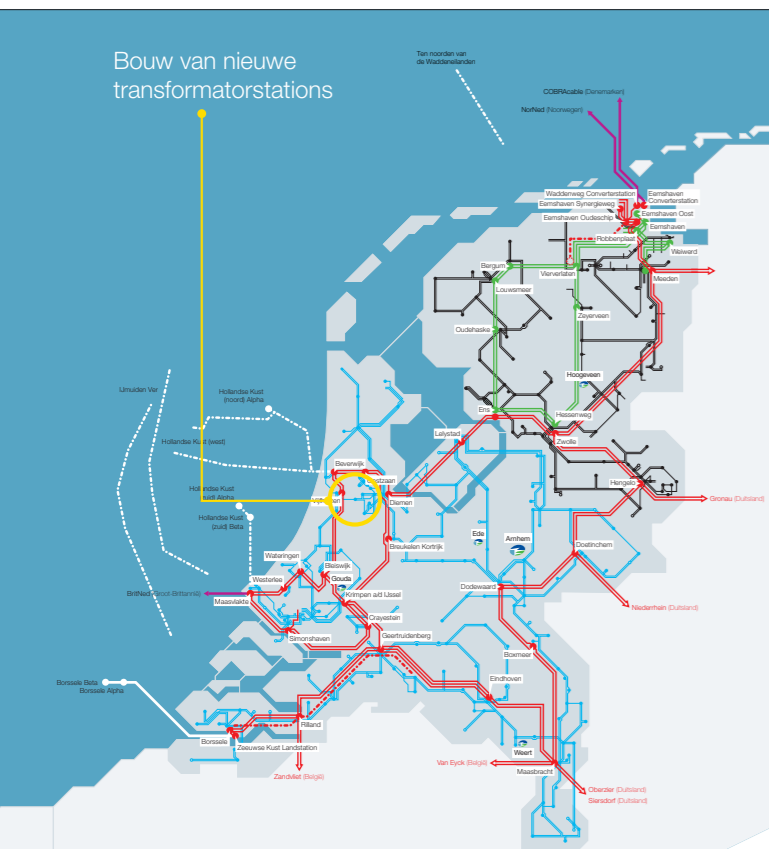 Bouw van nieuwe
transformatorstations
Ten noorden van
de Waddeneilanden
COBRAcable (Denemarken)
NorNed (Noorwegen)
Waddenweg Converterstation
Eemshaven
Converterstation
Eemshaven Synergieweg
Eemshaven Oost
Eemshaven Oudeschip
Eemshaven
Robbenplaat
Weiwerd
Bergum
Vierverlaten
Meeden
Louwsmeer
Zeyerveen
Oudehaske
Hoogeveen
IJmuiden Ver
Hollandse Kust
(noord) Alpha
Ens
Hessenweg
Lelystad
Zwolle
Hollandse Kust (west)
Beverwijk
Oostzaan
Hengelo
Hollandse Kust
(zuid) Alpha
Diemen
Gronau (Duitsland)
Hollandse Kust
(zuid) Beta
Ede
Arnhem
Breukelen Kortrijk
Doetinchem
Wateringen
Bleiswijk
Westerlee
Gouda
Dodewaard
BritNed (Groot-Brittannië)
Krimpen a/d IJssel
Maasvlakte
Niederrhein (Duitsland)
Crayestein
Simonshaven
Geertruidenberg
Boxmeer
Eindhoven
Borssele Beta
Borssele Alpha
Rilland
Borssele
Zeeuwse Kust Landstation
Weert
Van Eyck (België)
Maasbracht
Zandvliet (België)
Oberzier (Duitsland)
Siersdorf (Duitsland)